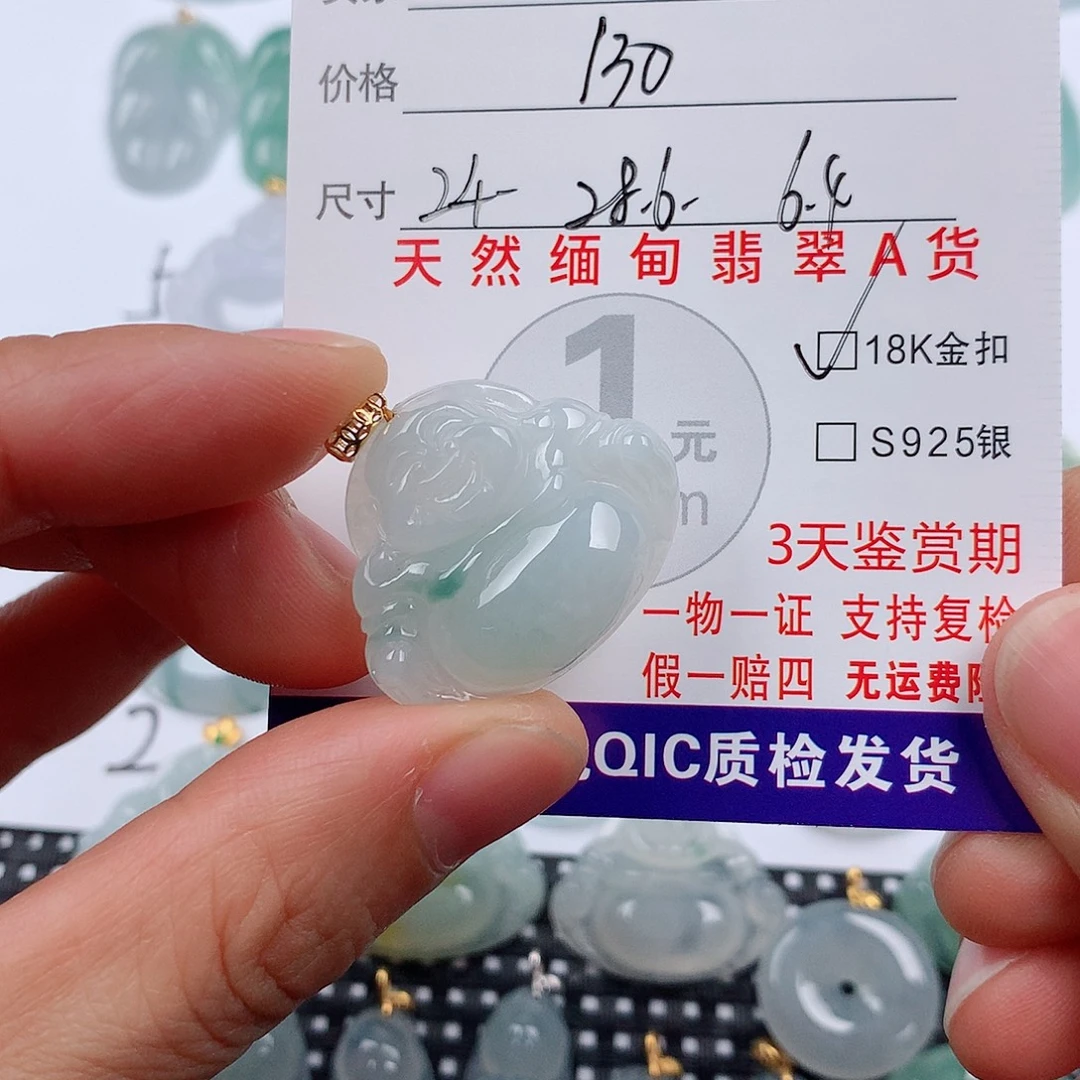 价格 130
尺寸 24- 28.6- 6.4
天然缅甸翡翠A货
1
元
m
18K金扣
S925银
3天鉴赏期
一物一证 支持复检
假一赔四 无运费险
QIC质检发货
2